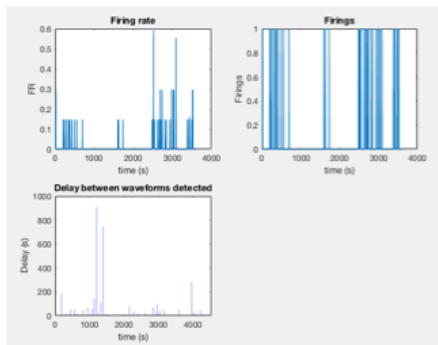 Firing rate
0.6
0.5
0.4
0.3
0.2
0.1
0
FR
0 1000 2000 3000 4000
time (s)
Firings
1
0.8
0.6
0.4
0.2
0
Firings
0 1000 2000 3000 4000
time (s)
Delay between waveforms detected
1000
800
600
400
200
0
Delay (s)
0 1000 2000 3000 4000
time (s)